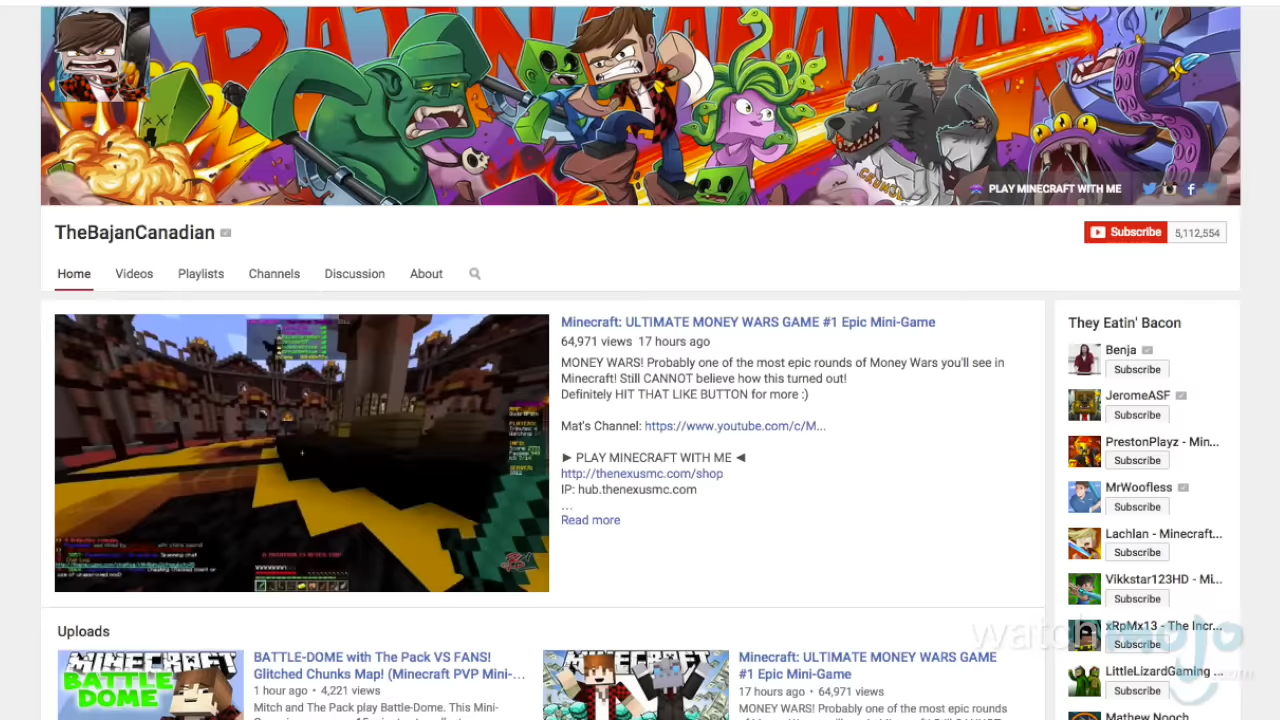 BAJANCANADIAN
CRUNCH
PLAY MINECRAFT WITH ME
TheBajanCanadian
Subscribe 5,112,554
Home Videos Playlists Channels Discussion About
Minecraft: ULTIMATE MONEY WARS GAME #1 Epic Mini-Game
64,971 views 17 hours ago
MONEY WARS! Probably one of the most epic rounds of Money Wars you'll see in
Minecraft! Still CANNOT believe how this turned out!
Definitely HIT THAT LIKE BUTTON for more :)
Mat's Channel: https://www.youtube.com/c/M...
► PLAY MINECRAFT WITH ME ◄
http://thenexusmc.com/shop
IP: hub.thenexusmc.com
...
Read more
They Eatin' Bacon
Benja
Subscribe
JeromeASF
Subscribe
PrestonPlayz - Min...
Subscribe
MrWoofless
Subscribe
Lachlan - Minecraft...
Subscribe
Vikkstar123HD - Mi...
Subscribe
xRpMx13 - The Incr...
Subscribe
LittleLizardGaming ...
Subscribe
Mathew Nooch
watchmojo.com
Uploads
MINECRAFT
BATTLE
DOME
BATTLE-DOME with The Pack VS FANS!
Glitched Chunks Map! (Minecraft PVP Mini-...
1 hour ago • 4,221 views
Mitch and The Pack play Battle-Dome. This Mini-
MINECRAFT
Minecraft: ULTIMATE MONEY WARS GAME
#1 Epic Mini-Game
17 hours ago • 64,971 views
MONEY WARS! Probably one of the most epic rounds